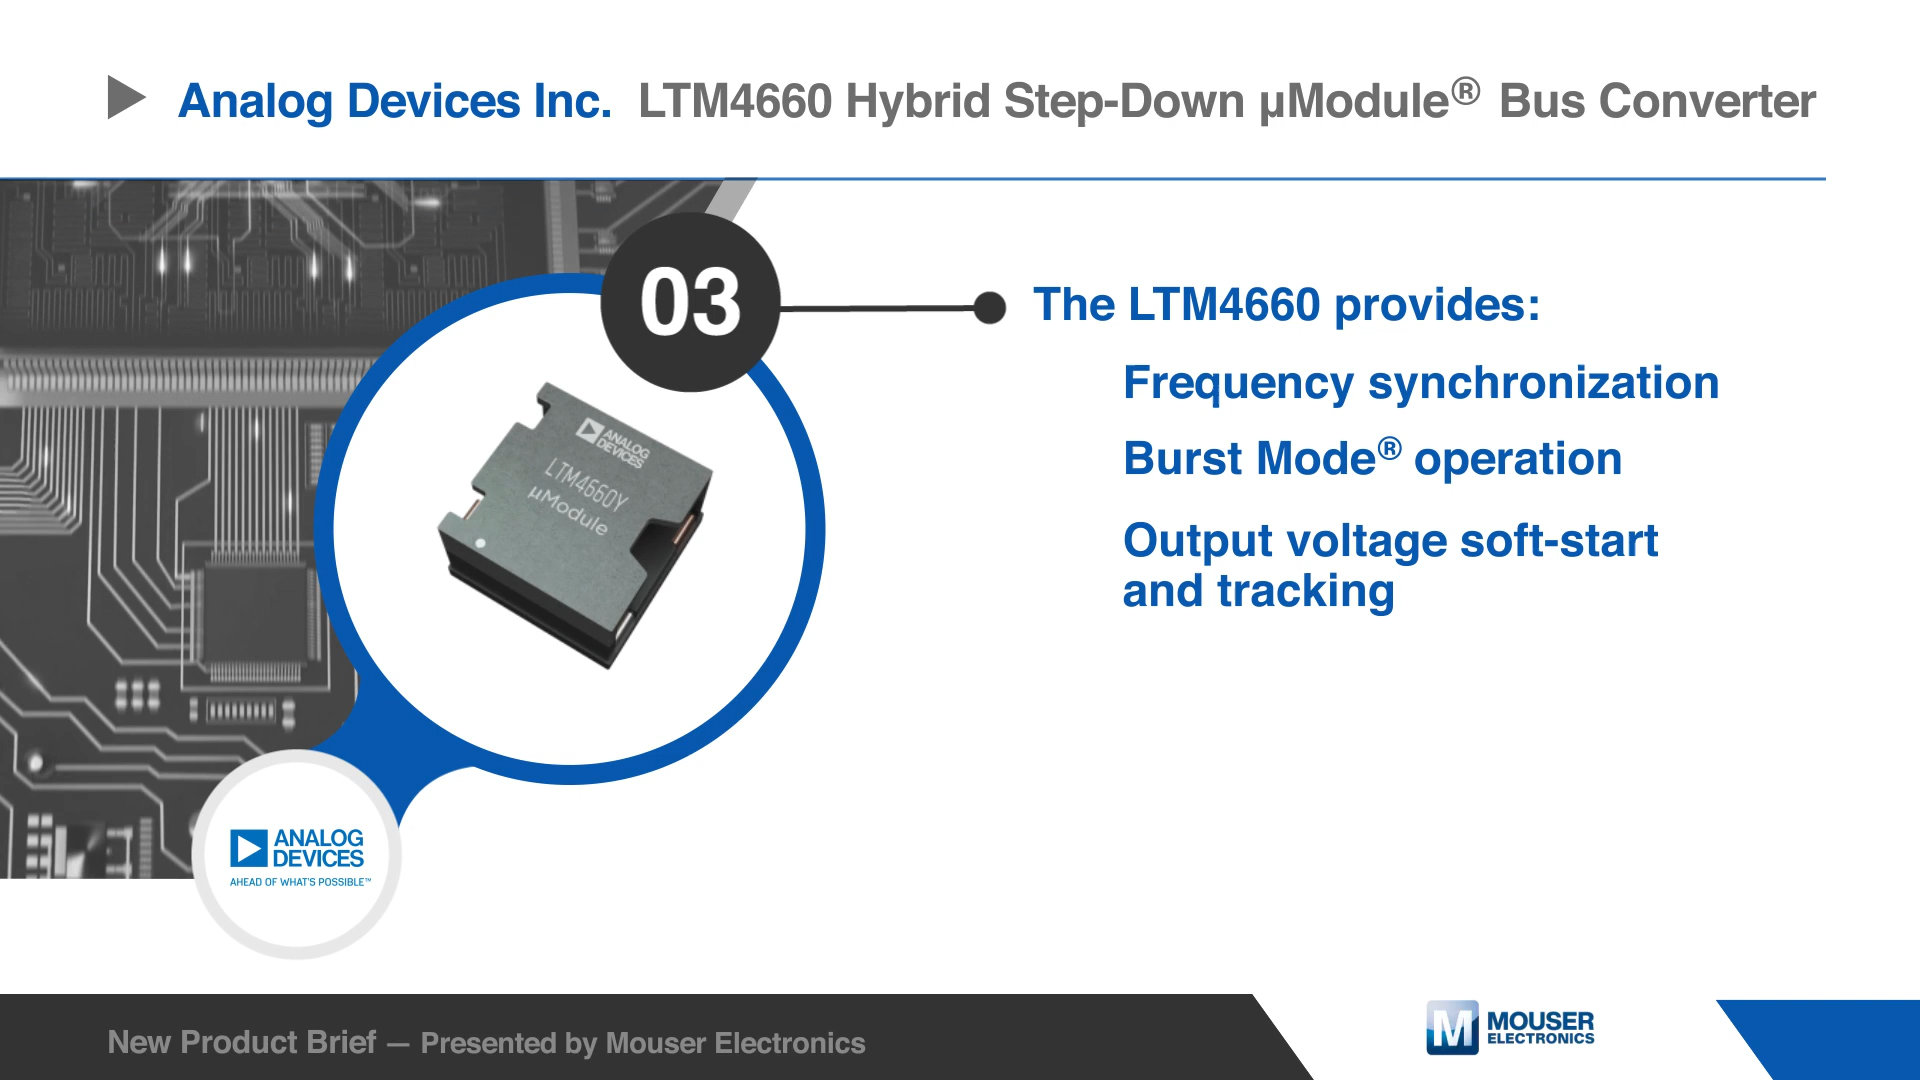 Analog Devices Inc. LTM4660 Hybrid Step-Down µModule® Bus Converter
03
The LTM4660 provides:
Frequency synchronization
Burst Mode® operation
Output voltage soft-start
and tracking
ANALOG
DEVICES
LTM4660Y
µModule
ANALOG
DEVICES
AHEAD OF WHAT'S POSSIBLE™
New Product Brief — Presented by Mouser Electronics
M MOUSER
ELECTRONICS